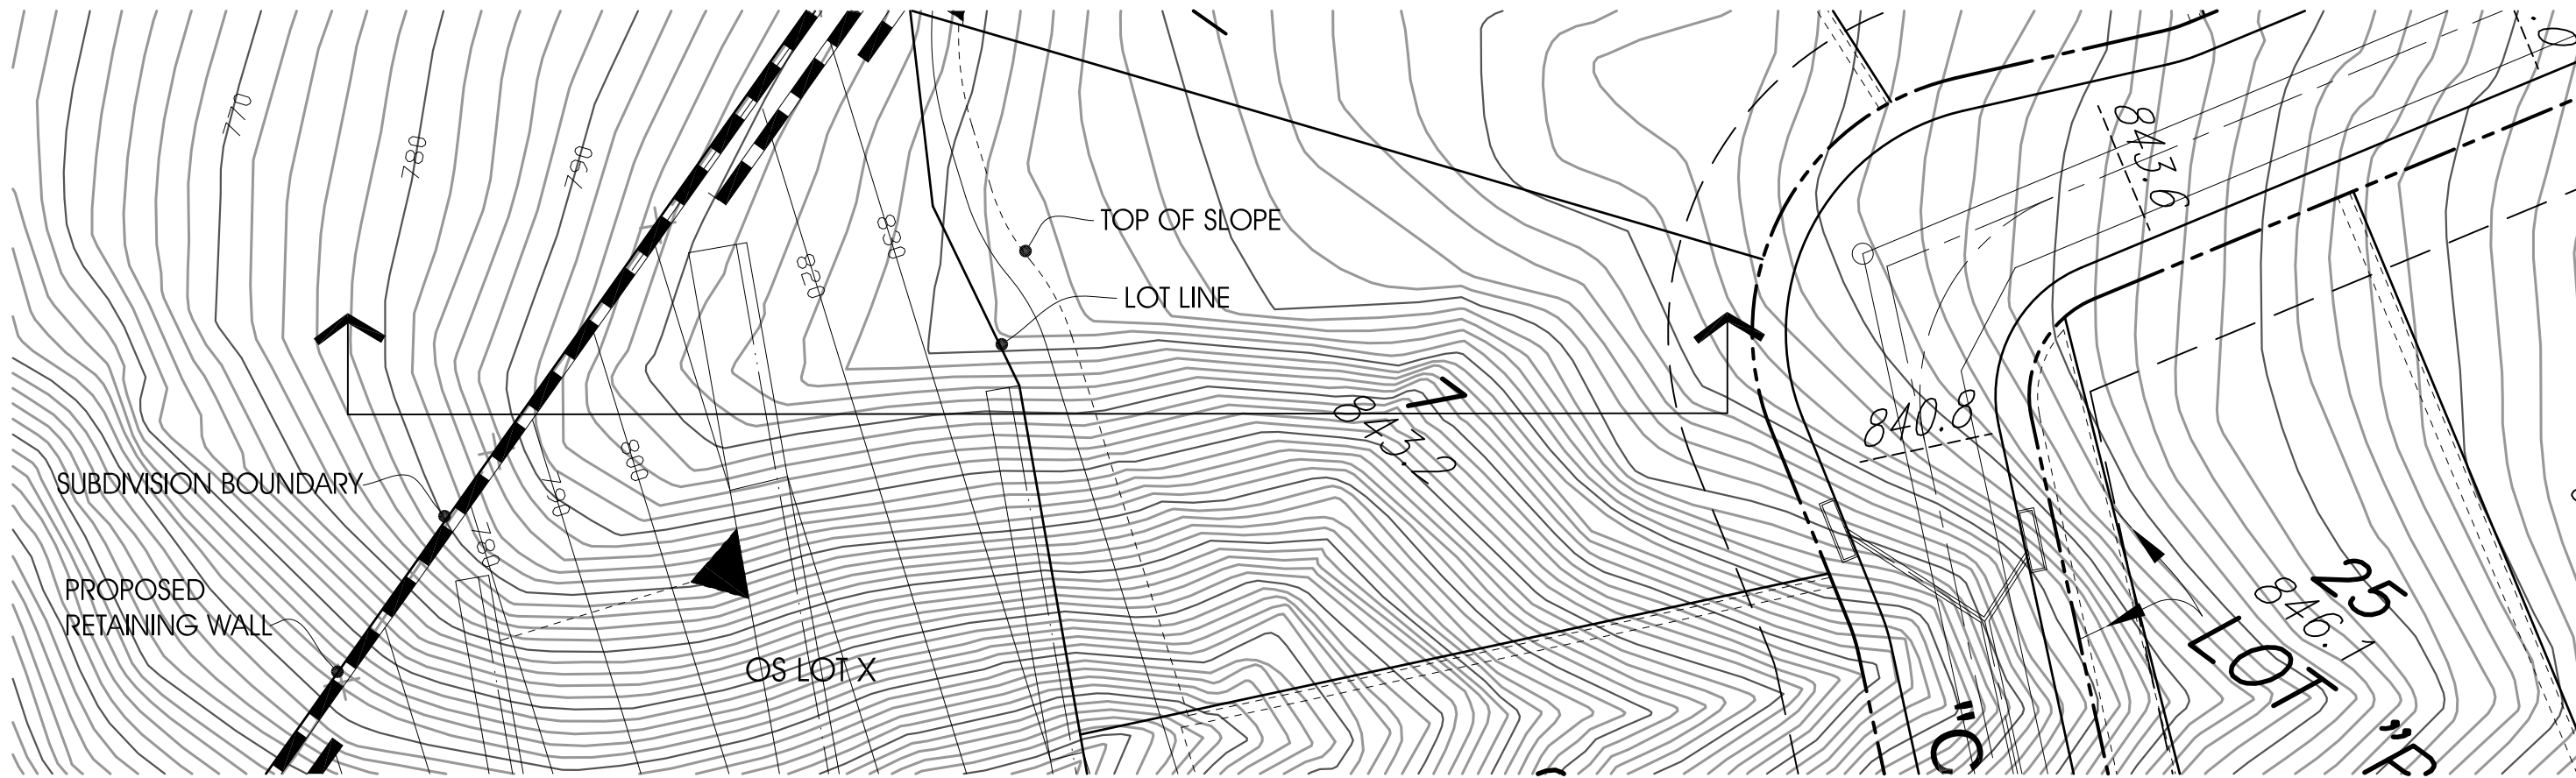 770
780
790
830
820
TOP OF SLOPE
LOT LINE
843.6
7
843.2
840.8
SUBDIVISION BOUNDARY
800
790
780
PROPOSED
RETAINING WALL
OS LOT X
25
846.1
LOT
"C
"F